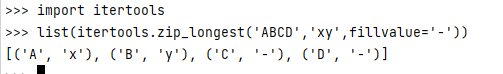 >>> import itertools
>>> list(itertools.zip_longest('ABCD','xy',fillvalue='-'))
[('A', 'x'), ('B', 'y'), ('C', '-'), ('D', '-')]